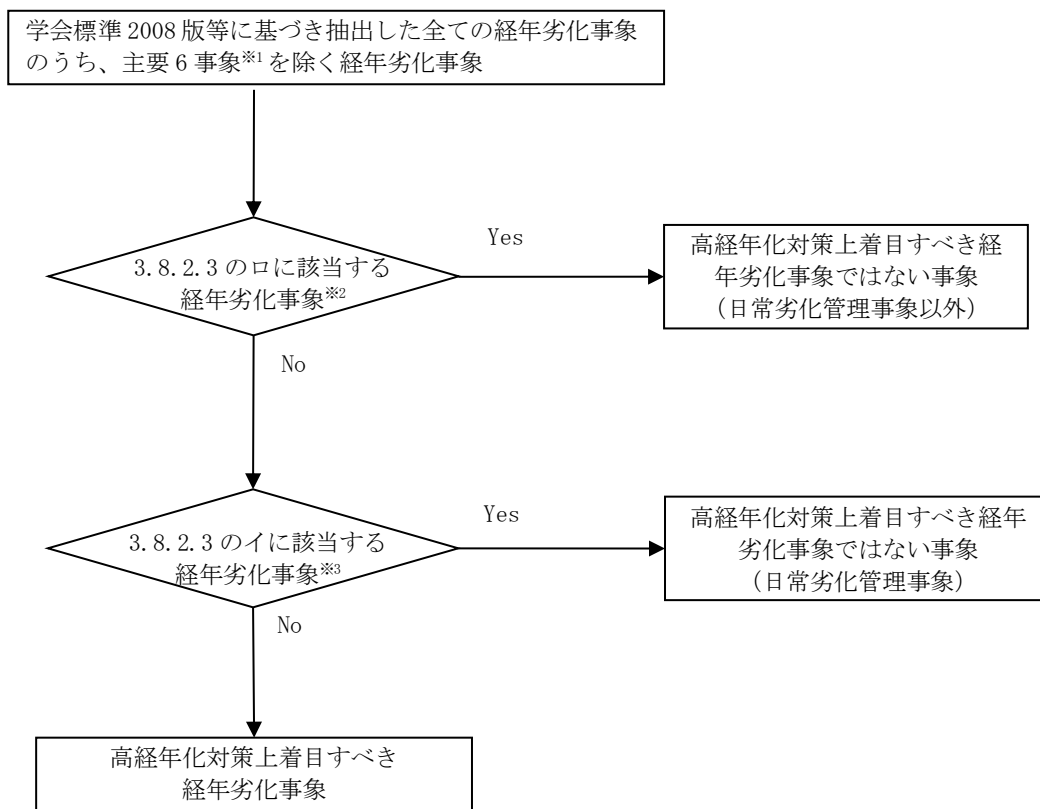 学会標準 2008 版等に基づき抽出した全ての経年劣化事象
のうち、主要 6 事象※1 を除く経年劣化事象
3.8.2.3 のロに該当する
経年劣化事象※2
Yes
高経年化対策上着目すべき経
年劣化事象ではない事象
（日常劣化管理事象以外）
No
3.8.2.3 のイに該当する
経年劣化事象※3
Yes
高経年化対策上着目すべき経年
劣化事象ではない事象
（日常劣化管理事象）
No
高経年化対策上着目すべき
経年劣化事象